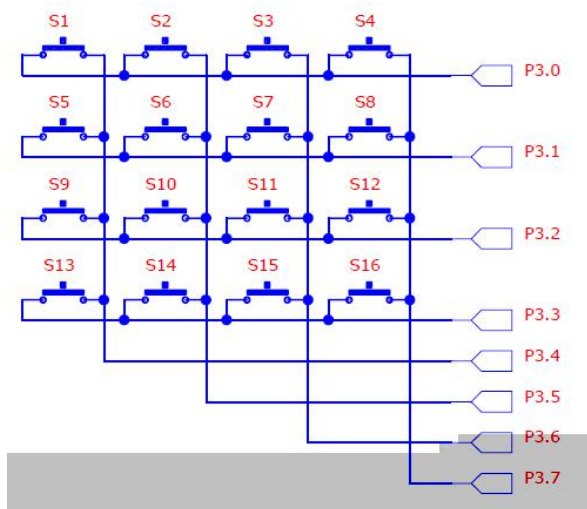 S1 S2 S3 S4
P3.0
S5 S6 S7 S8
P3.1
S9 S10 S11 S12
P3.2
S13 S14 S15 S16
P3.3
P3.4
P3.5
P3.6
P3.7